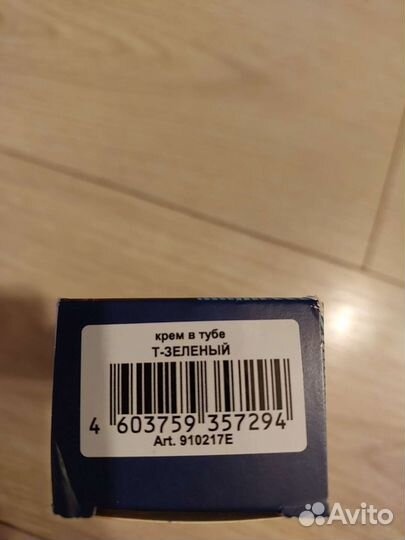 крем в тубе
Т-ЗЕЛЕНЫЙ
4 603759 357294
Art. 910217E
Avito